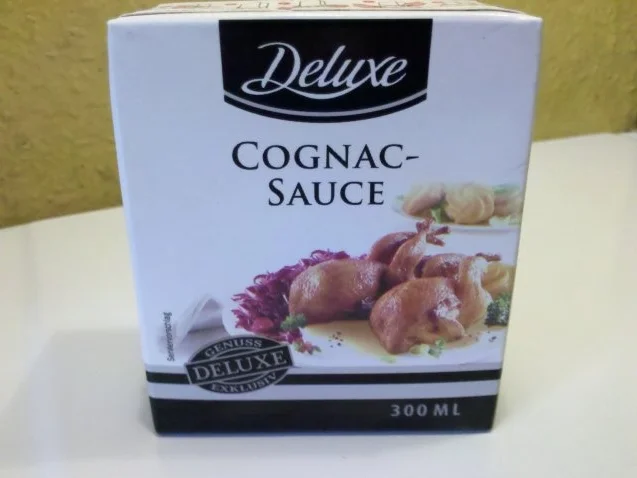 Deluxe
COGNAC-
SAUCE
Serviervorschlag
GENUSS
DELUXE
EXKLUSIV
300 ML